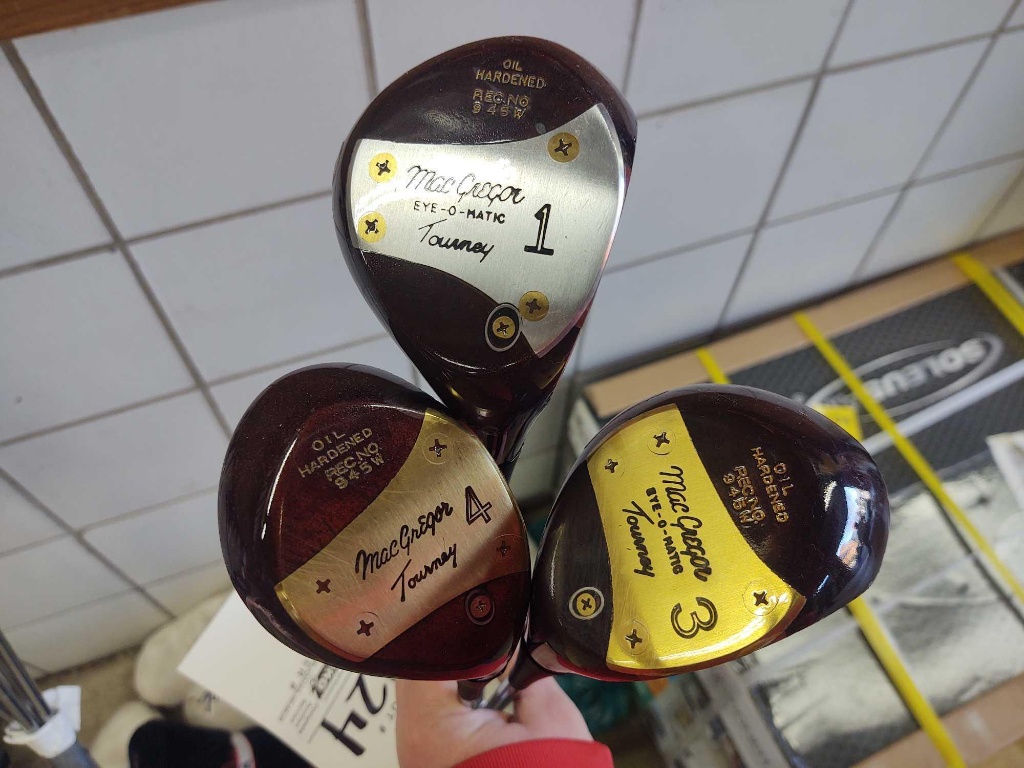 OIL
HARDENED
REG. NO.
945W
MacGregor
EYE-O-MATIC
Tourney
1
OIL
HARDENED
REG. NO.
945W
MacGregor
Tourney
4
OIL
HARDENED
REG. NO.
945W
MacGregor
EYE-O-MATIC
Tourney
3
SOLEUS
24